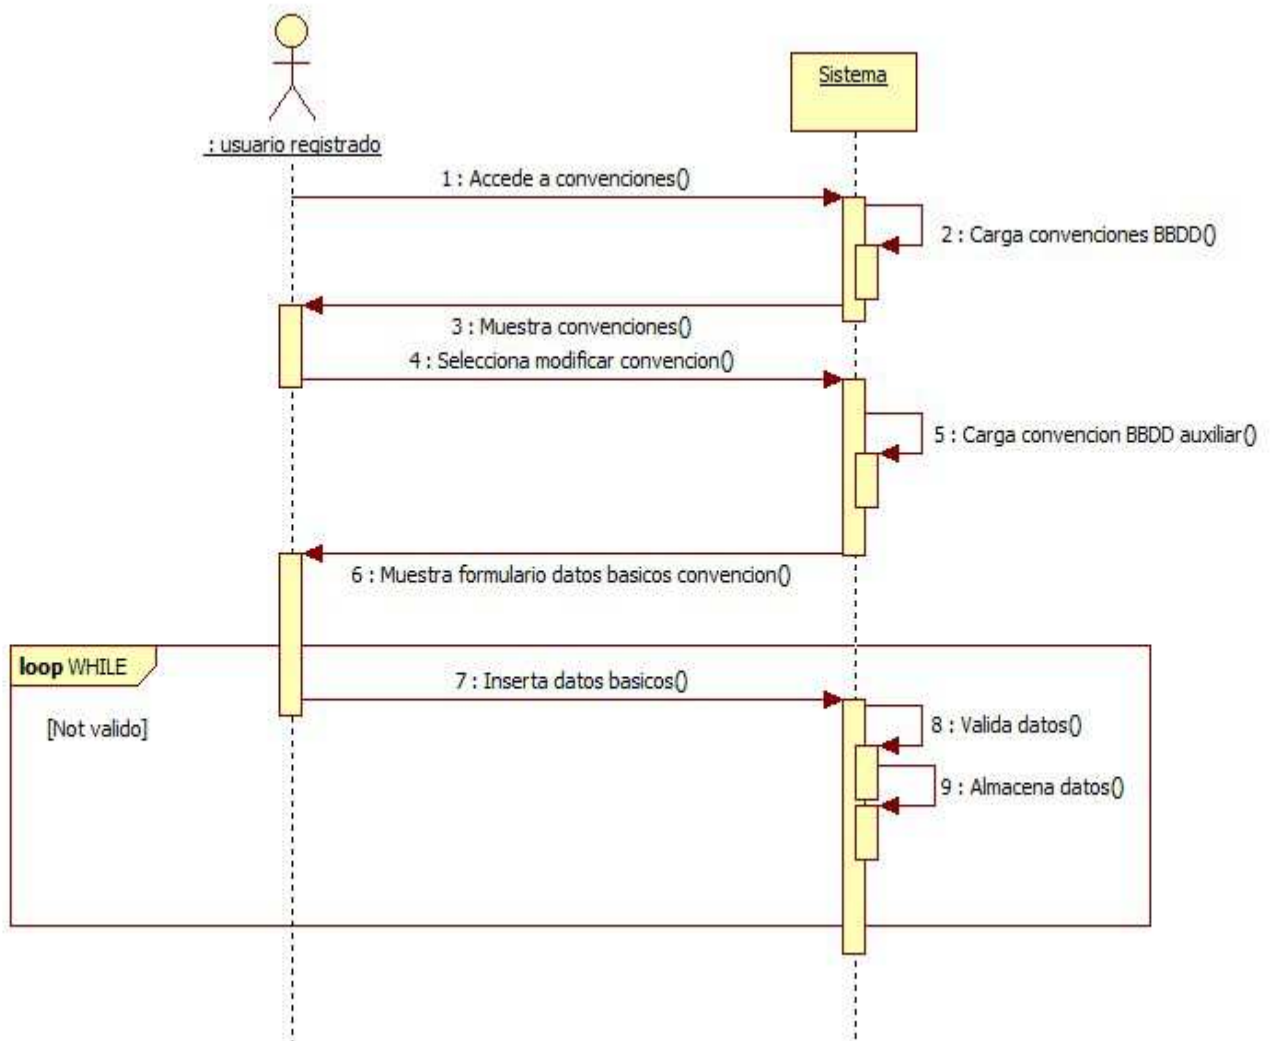 Sistema
: usuario registrado
1 : Accede a convenciones()
2 : Carga convenciones BBDD()
3 : Muestra convenciones()
4 : Selecciona modificar convencion()
5 : Carga convencion BBDD auxiliar()
6 : Muestra formulario datos basicos convencion()
loop WHILE
7 : Inserta datos basicos()
[Not valido]
8 : Valida datos()
9 : Almacena datos()